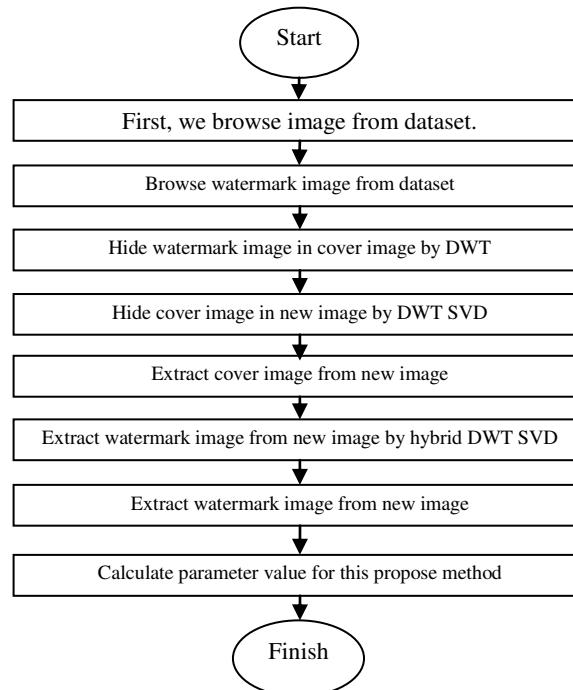 Start
First, we browse image from dataset.
Browse watermark image from dataset
Hide watermark image in cover image by DWT
Hide cover image in new image by DWT SVD
Extract cover image from new image
Extract watermark image from new image by hybrid DWT SVD
Extract watermark image from new image
Calculate parameter value for this propose method
Finish